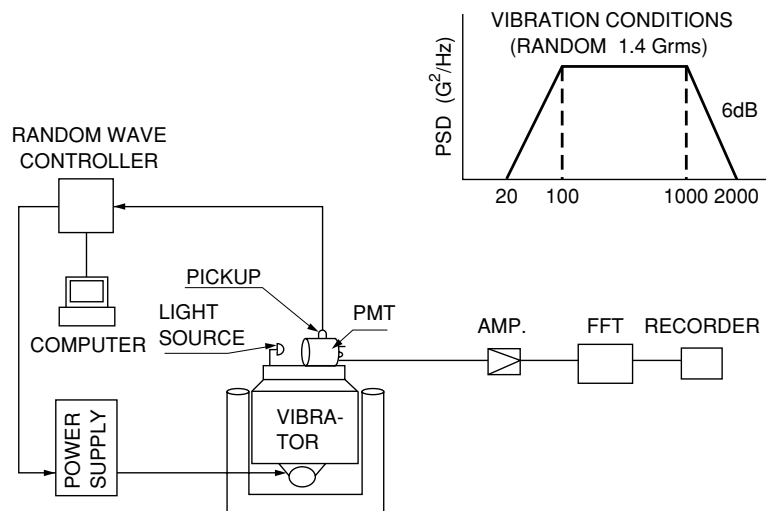 VIBRATION CONDITIONS
(RANDOM 1.4 Grms)
PSD (G²/Hz)
6dB
20 100 1000 2000
RANDOM WAVE
CONTROLLER
PICKUP
LIGHT
SOURCE
PMT
COMPUTER
AMP.
FFT
RECORDER
VIBRA-
TOR
POWER
SUPPLY